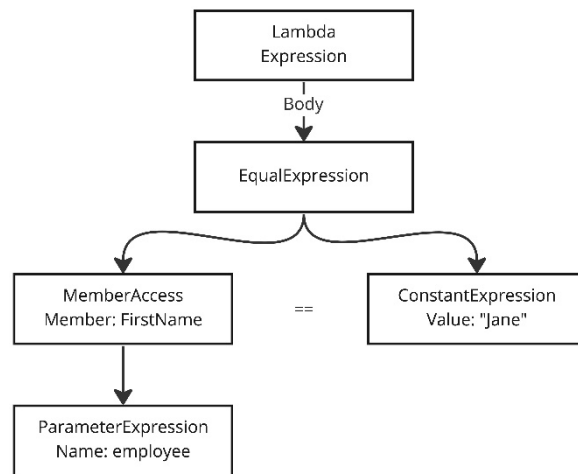 Lambda
Expression
Body
EqualExpression
MemberAccess
Member: FirstName
==
ConstantExpression
Value: "Jane"
ParameterExpression
Name: employee